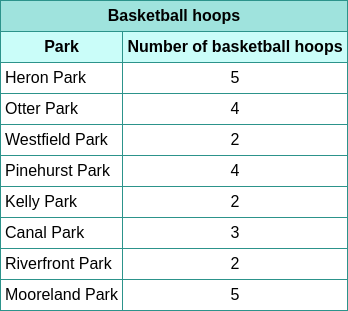 Basketball hoops
Park Number of basketball hoops
Heron Park 5
Otter Park 4
Westfield Park 2
Pinehurst Park 4
Kelly Park 2
Canal Park 3
Riverfront Park 2
Mooreland Park 5